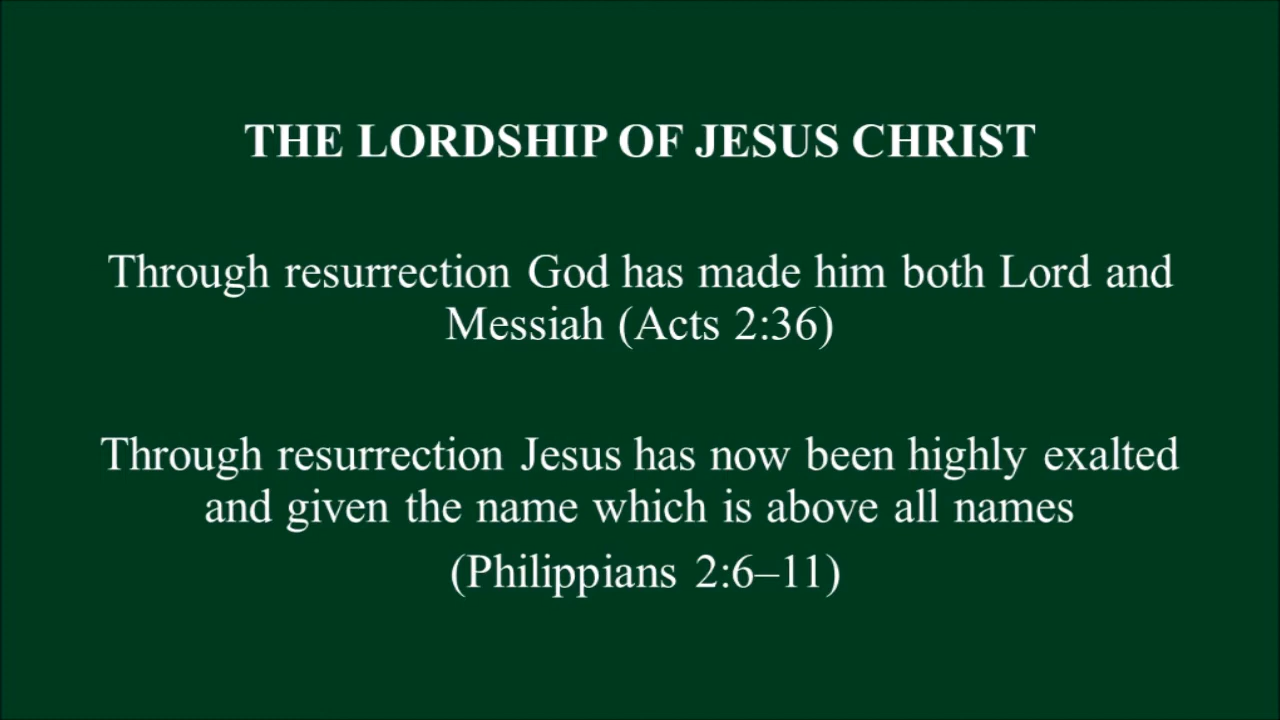 THE LORDSHIP OF JESUS CHRIST
Through resurrection God has made him both Lord and
Messiah (Acts 2:36)
Through resurrection Jesus has now been highly exalted
and given the name which is above all names
(Philippians 2:6–11)